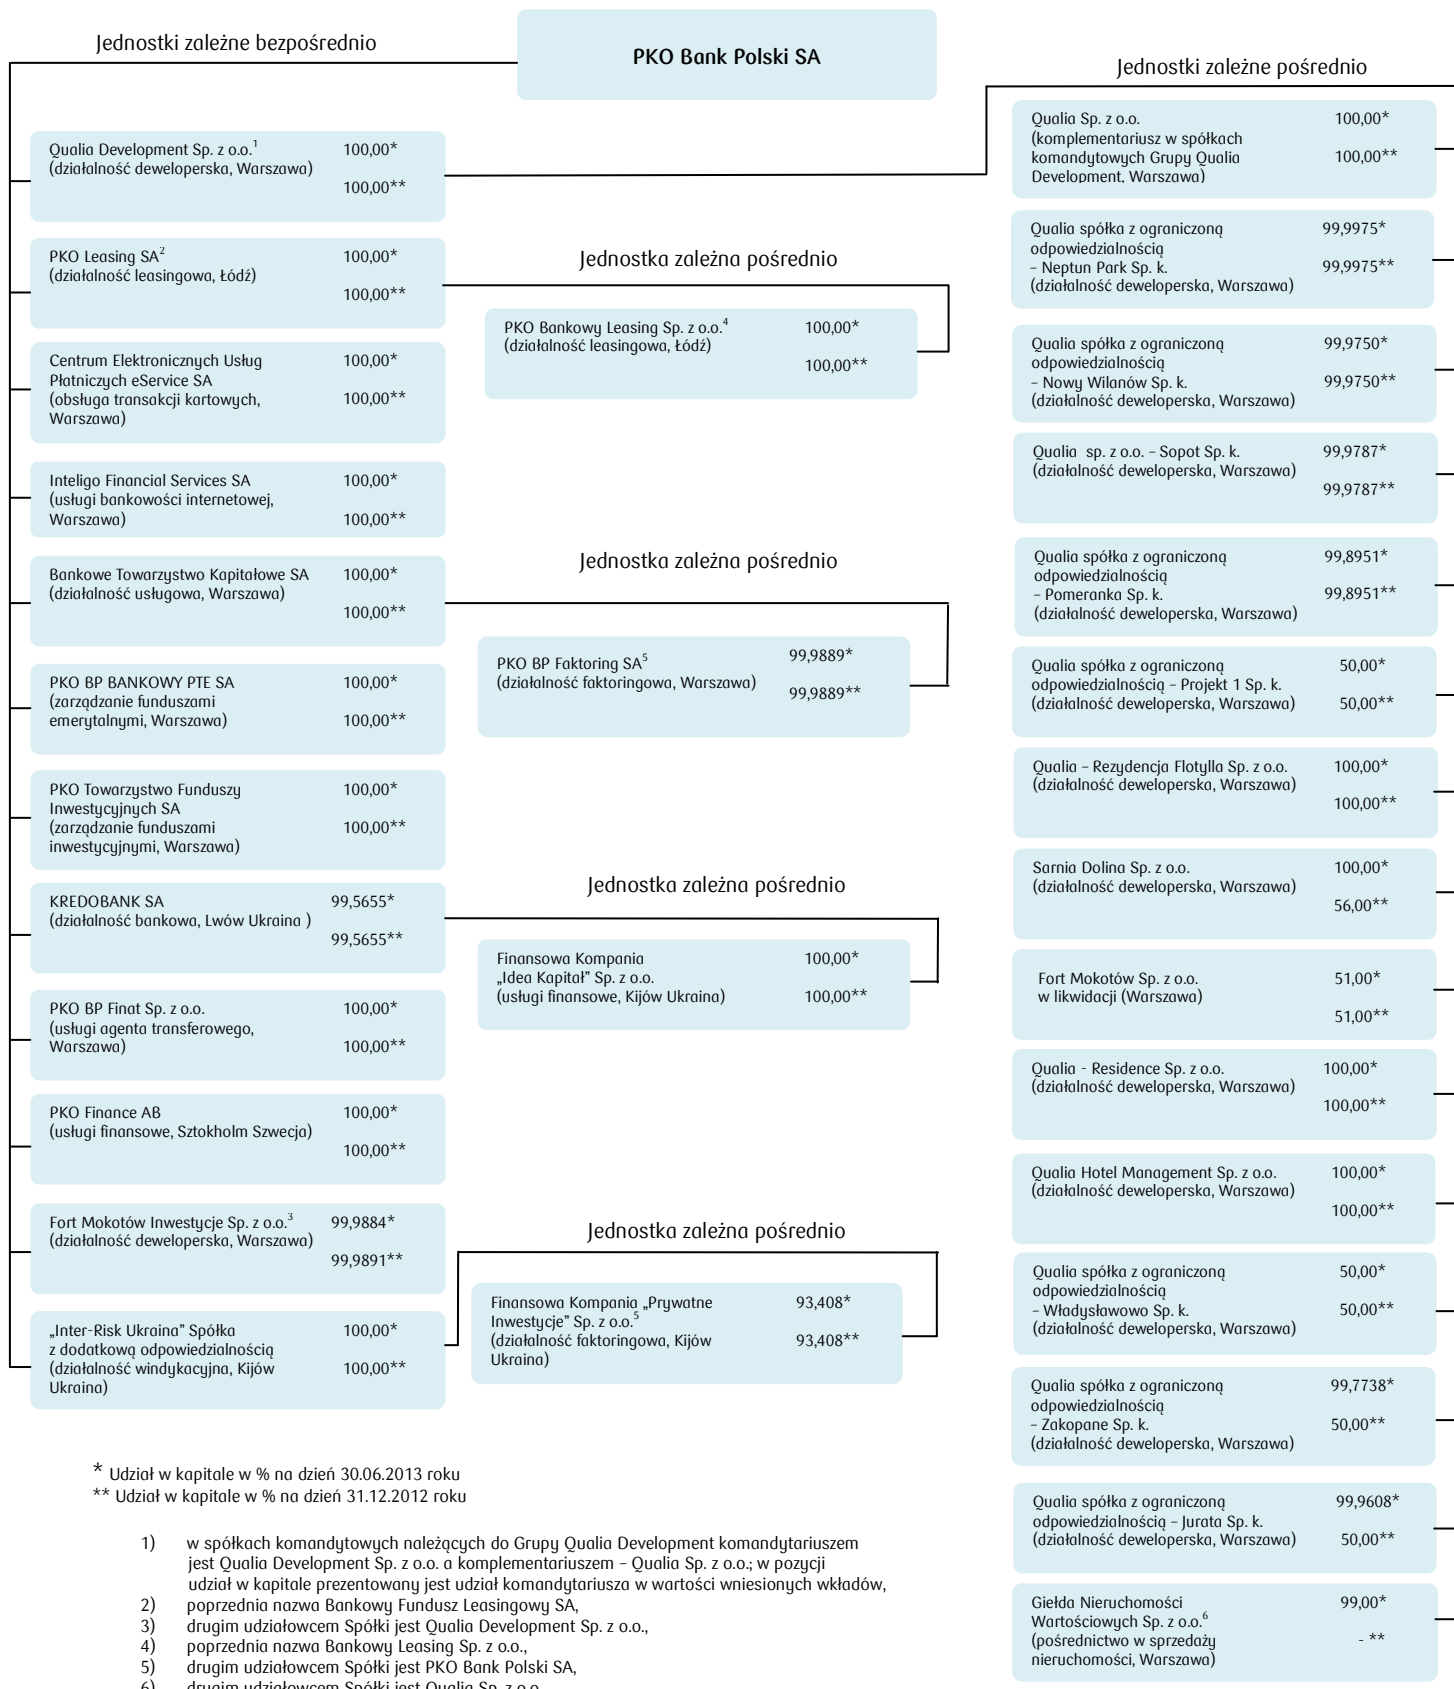 Jednostki zależne bezpośrednio
PKO Bank Polski SA
Jednostki zależne pośrednio
Qualia Development Sp. z o.o.¹ 100,00*
(działalność deweloperska, Warszawa)
100,00**
PKO Leasing SA² 100,00*
(działalność leasingowa, Łódź)
100,00**
Centrum Elektronicznych Usług 100,00*
Płatniczych eService SA
(obsługa transakcji kartowych, 100,00**
Warszawa)
Inteligo Financial Services SA 100,00*
(usługi bankowości internetowej,
Warszawa) 100,00**
Bankowe Towarzystwo Kapitałowe SA 100,00*
(działalność usługowa, Warszawa)
100,00**
PKO BP BANKOWY PTE SA 100,00*
(zarządzanie funduszami
emerytalnymi, Warszawa) 100,00**
PKO Towarzystwo Funduszy 100,00*
Inwestycyjnych SA
(zarządzanie funduszami 100,00**
inwestycyjnymi, Warszawa)
KREDOBANK SA 99,5655*
(działalność bankowa, Lwów Ukraina )
99,5655**
PKO BP Finat Sp. z o.o. 100,00*
(usługi agenta transferowego,
Warszawa) 100,00**
PKO Finance AB 100,00*
(usługi finansowe, Sztokholm Szwecja)
100,00**
Fort Mokotów Inwestycje Sp. z o.o.³ 99,9884*
(działalność deweloperska, Warszawa)
99,9891**
„Inter-Risk Ukraina” Spółka 100,00*
z dodatkową odpowiedzialnością
(działalność windykacyjna, Kijów 100,00**
Ukraina)
Jednostka zależna pośrednio
PKO Bankowy Leasing Sp. z o.o.⁴ 100,00*
(działalność leasingowa, Łódź)
100,00**
Jednostka zależna pośrednio
PKO BP Faktoring SA⁵ 99,9889*
(działalność faktoringowa, Warszawa)
99,9889**
Jednostka zależna pośrednio
Finansowa Kompania 100,00*
„Idea Kapitał” Sp. z o.o.
(usługi finansowe, Kijów Ukraina) 100,00**
Jednostka zależna pośrednio
Finansowa Kompania „Prywatne 93,408*
Inwestycje” Sp. z o.o.⁵
(działalność faktoringowa, Kijów 93,408**
Ukraina)
Qualia Sp. z o.o. 100,00*
(komplementariusz w spółkach
komandytowych Grupy Qualia 100,00**
Development, Warszawa)
Qualia spółka z ograniczoną 99,9975*
odpowiedzialnością
– Neptun Park Sp. k. 99,9975**
(działalność deweloperska, Warszawa)
Qualia spółka z ograniczoną 99,9750*
odpowiedzialnością
– Nowy Wilanów Sp. k. 99,9750**
(działalność deweloperska, Warszawa)
Qualia sp. z o.o. – Sopot Sp. k. 99,9787*
(działalność deweloperska, Warszawa)
99,9787**
Qualia spółka z ograniczoną 99,8951*
odpowiedzialnością
– Pomeranka Sp. k. 99,8951**
(działalność deweloperska, Warszawa)
Qualia spółka z ograniczoną 50,00*
odpowiedzialnością – Projekt 1 Sp. k.
(działalność deweloperska, Warszawa) 50,00**
Qualia – Rezydencja Flotylla Sp. z o.o. 100,00*
(działalność deweloperska, Warszawa)
100,00**
Sarnia Dolina Sp. z o.o. 100,00*
(działalność deweloperska, Warszawa)
56,00**
Fort Mokotów Sp. z o.o. 51,00*
w likwidacji (Warszawa)
51,00**
Qualia - Residence Sp. z o.o. 100,00*
(działalność deweloperska, Warszawa)
100,00**
Qualia Hotel Management Sp. z o.o. 100,00*
(działalność deweloperska, Warszawa)
100,00**
Qualia spółka z ograniczoną 50,00*
odpowiedzialnością
– Władysławowo Sp. k. 50,00**
(działalność deweloperska, Warszawa)
Qualia spółka z ograniczoną 99,7738*
odpowiedzialnością
– Zakopane Sp. k. 50,00**
(działalność deweloperska, Warszawa)
Qualia spółka z ograniczoną 99,9608*
odpowiedzialnością – Jurata Sp. k.
(działalność deweloperska, Warszawa) 50,00**
Giełda Nieruchomości 99,00*
Wartościowych Sp. z o.o.⁶
(pośrednictwo w sprzedaży - **
nieruchomości, Warszawa)
* Udział w kapitale w % na dzień 30.06.2013 roku
** Udział w kapitale w % na dzień 31.12.2012 roku
1) w spółkach komandytowych należących do Grupy Qualia Development komandytariuszem
jest Qualia Development Sp. z o.o. a komplementariuszem – Qualia Sp. z o.o.; w pozycji
udział w kapitale prezentowany jest udział komandytariusza w wartości wniesionych wkładów,
2) poprzednia nazwa Bankowy Fundusz Leasingowy SA,
3) drugim udziałowcem Spółki jest Qualia Development Sp. z o.o.,
4) poprzednia nazwa Bankowy Leasing Sp. z o.o.,
5) drugim udziałowcem Spółki jest PKO Bank Polski SA,
6) drugim udziałowcem Spółki jest Qualia Sp. z o.o.